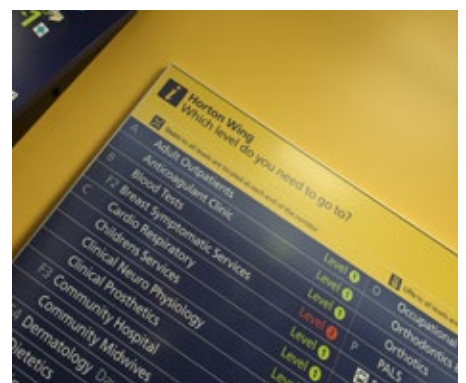 i Horton Wing
Which level do you need to go to?
Stairs to all levels are located at each end of the corridor
A Adult Outpatients Level
Anticoagulant Clinic Level
B Blood Tests Level
F2 Breast Symptomatic Services Level
C Cardio Respiratory Level
Childrens Services Level
Clinical Neuro Physiology
Clinical Prosthetics
F3 Community Hospital
Community Midwives
Dermatology
Dietetics
Lifts to all levels are
O Occupational
Orthodontics
Orthotics
P PALS